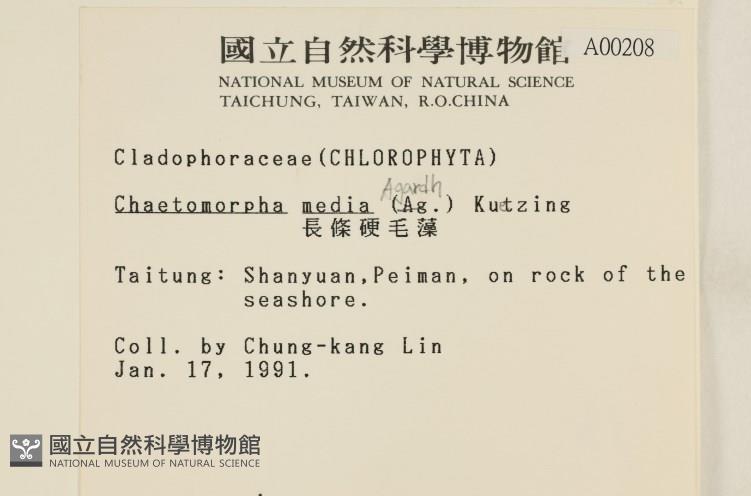 國立自然科學博物館 A00208
NATIONAL MUSEUM OF NATURAL SCIENCE
TAICHUNG, TAIWAN, R.O.CHINA
Cladophoraceae(CHLOROPHYTA)
Agardh
Chaetomorpha media (Ag.) Kuetzing
長條硬毛藻
Taitung: Shanyuan,Peiman, on rock of the
seashore.
Coll. by Chung-kang Lin
Jan. 17, 1991.
國立自然科學博物館
NATIONAL MUSEUM OF NATURAL SCIENCE